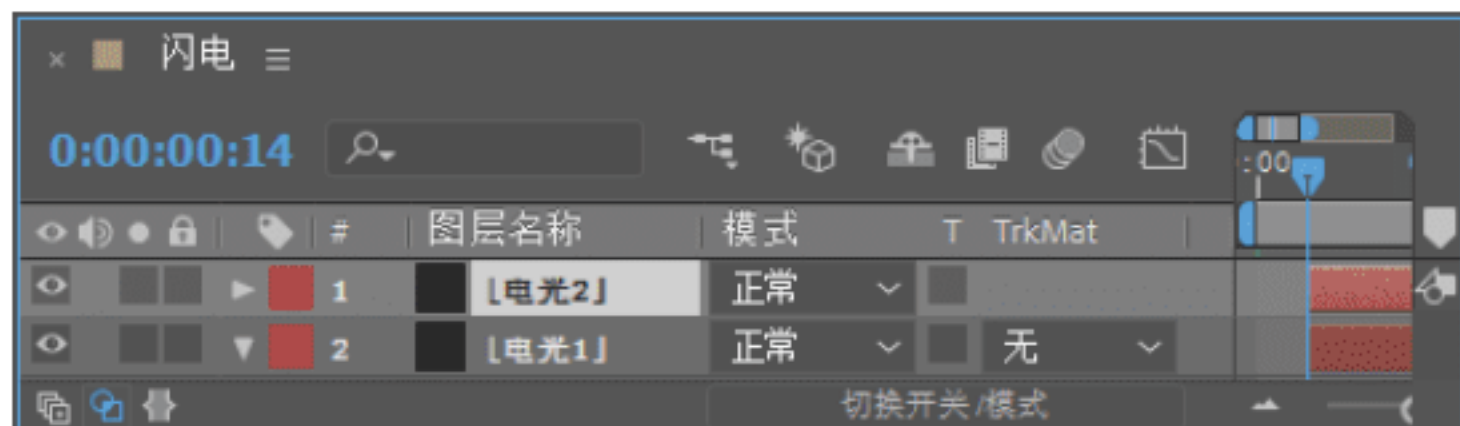 × 闪电
0:00:00:14
:00
# 图层名称 模式 T TrkMat
1 [电光2] 正常
2 [电光1] 正常 无
切换开关/模式